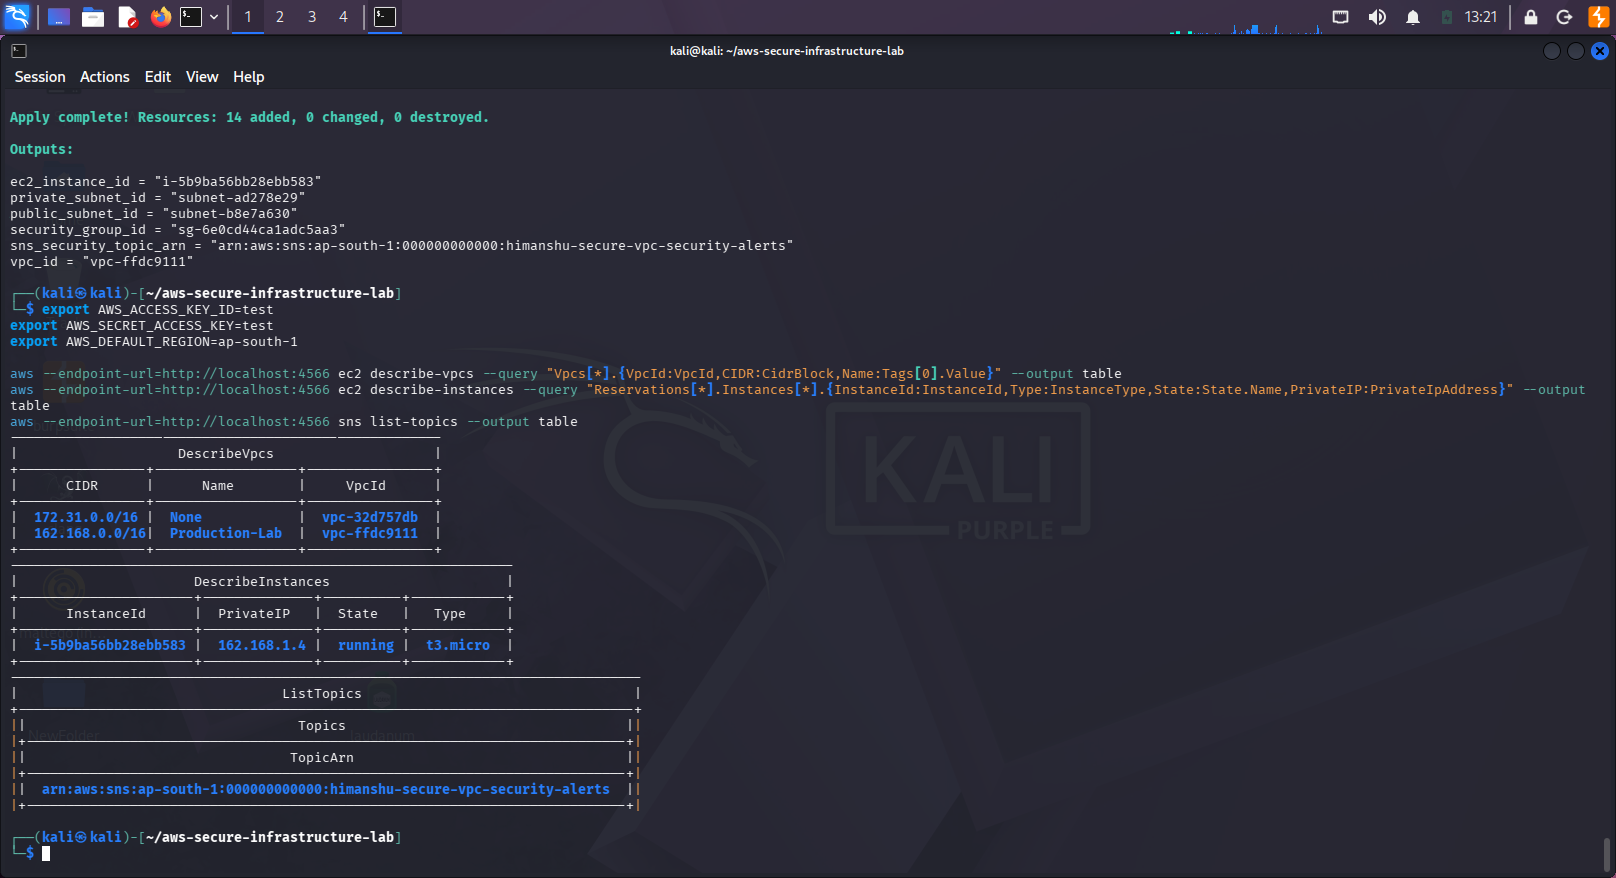 1 2 3 4
13:21
kali@kali: ~/aws-secure-infrastructure-lab
Session Actions Edit View Help
Apply complete! Resources: 14 added, 0 changed, 0 destroyed.
Outputs:
ec2_instance_id = "i-5b9ba56bb28ebb583"
private_subnet_id = "subnet-ad278e29"
public_subnet_id = "subnet-b8e7a630"
security_group_id = "sg-6e0cd44ca1adc5aa3"
sns_security_topic_arn = "arn:aws:sns:ap-south-1:000000000000:himanshu-secure-vpc-security-alerts"
vpc_id = "vpc-ffdc9111"
┌──(kali㉿kali)-[~/aws-secure-infrastructure-lab]
└─$ export AWS_ACCESS_KEY_ID=test
export AWS_SECRET_ACCESS_KEY=test
export AWS_DEFAULT_REGION=ap-south-1
aws --endpoint-url=http://localhost:4566 ec2 describe-vpcs --query "Vpcs[*].{VpcId:VpcId,CIDR:CidrBlock,Name:Tags[0].Value}" --output table
aws --endpoint-url=http://localhost:4566 ec2 describe-instances --query "Reservations[*].Instances[*].{InstanceId:InstanceId,Type:InstanceType,State:State.Name,PrivateIP:PrivateIpAddress}" --output
table
aws --endpoint-url=http://localhost:4566 sns list-topics --output table
| DescribeVpcs |
| CIDR | Name | VpcId |
| 172.31.0.0/16 | None | vpc-32d757db |
| 162.168.0.0/16| Production-Lab | vpc-ffdc9111 |
| DescribeInstances |
| InstanceId | PrivateIP | State | Type |
| i-5b9ba56bb28ebb583 | 162.168.1.4 | running | t3.micro |
| ListTopics |
|| Topics ||
|| TopicArn ||
|| arn:aws:sns:ap-south-1:000000000000:himanshu-secure-vpc-security-alerts ||
┌──(kali㉿kali)-[~/aws-secure-infrastructure-lab]
└─$
KALI
PURPLE
NewFolder
laudanum